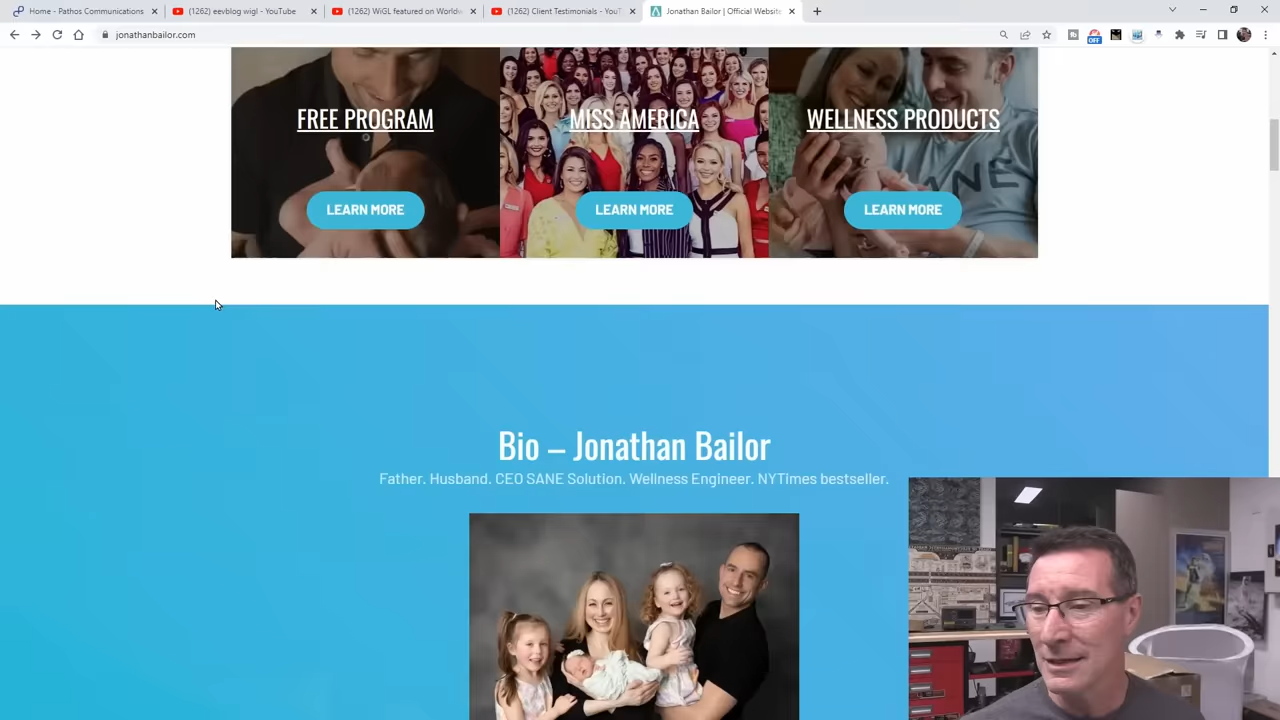 Home - Pathos Communications
(1262) eevblog wigl - YouTube
(1262) WiGL featured on Worldw
(1262) Client Testimonials - YouT
Jonathan Bailor | Official Website
jonathanbailor.com
OFF
FREE PROGRAM
MISS AMERICA
WELLNESS PRODUCTS
LEARN MORE
LEARN MORE
LEARN MORE
Bio – Jonathan Bailor
Father. Husband. CEO SANE Solution. Wellness Engineer. NYTimes bestseller.